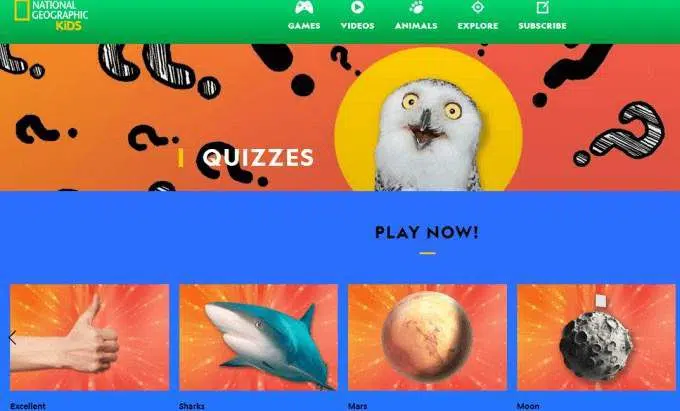 NATIONAL
GEOGRAPHIC
KiDS
GAMES VIDEOS ANIMALS EXPLORE SUBSCRIBE
QUIZZES
PLAY NOW!
Excellent Sharks Mars Moon